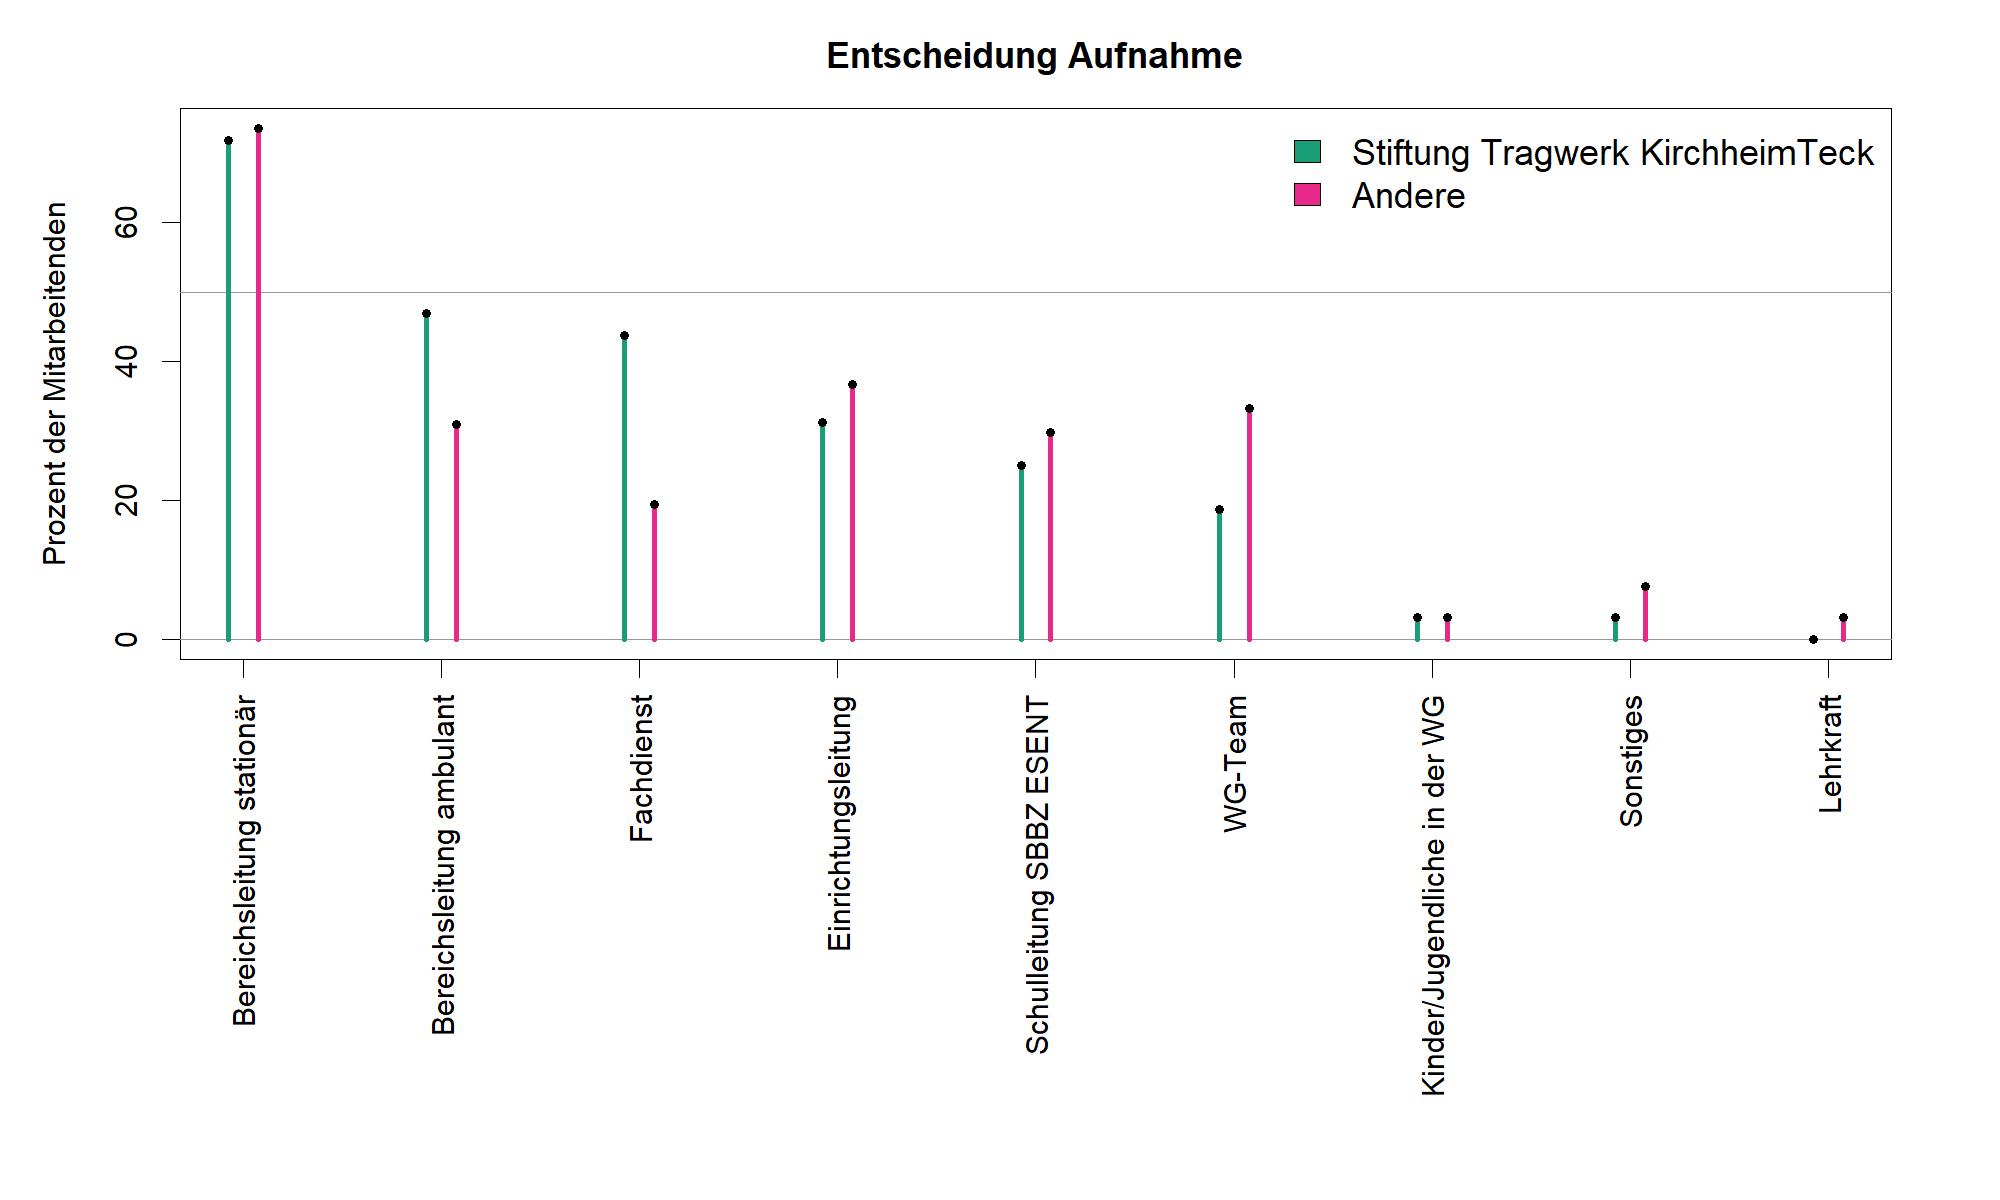 Entscheidung Aufnahme
Stiftung Tragwerk KirchheimTeck
Andere
Prozent der Mitarbeitenden
60
40
20
0
Bereichsleitung stationär
Bereichsleitung ambulant
Fachdienst
Einrichtungsleitung
Schulleitung SBBZ ESENT
WG-Team
Kinder/Jugendliche in der WG
Sonstiges
Lehrkraft